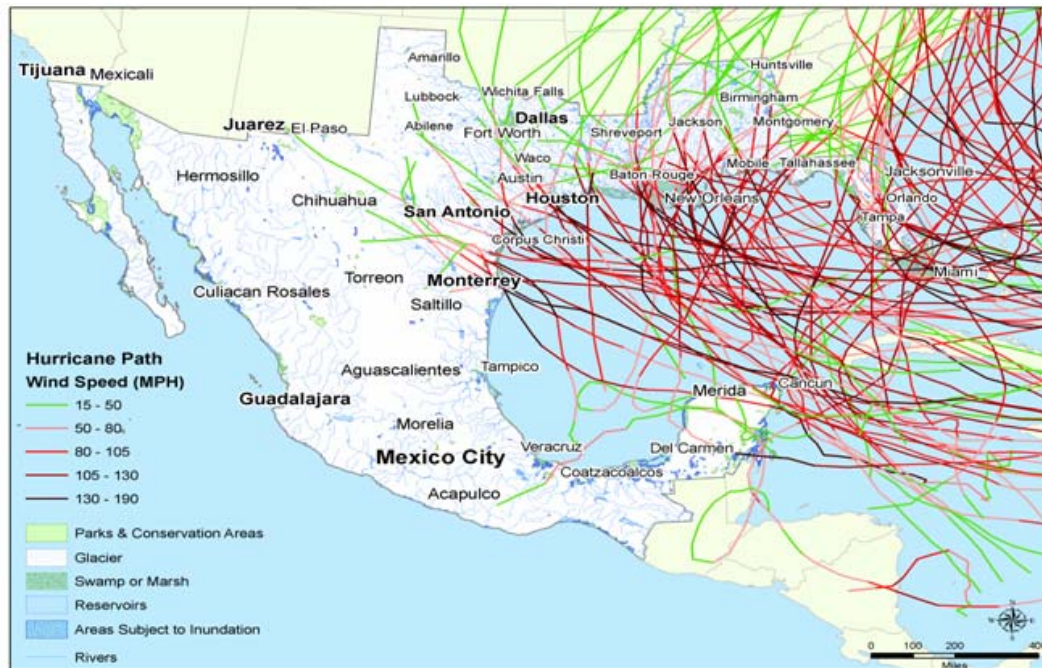 Amarillo
Huntsville
Tijuana
Mexicali
Lubbock
Wichita Falls
Birmingham
Juarez
El Paso
Abilene
Dallas
Fort Worth
Shreveport
Jackson
Montgomery
Waco
Hermosillo
Austin
Baton Rouge
Mobile
Tallahassee
Jacksonville
Chihuahua
Houston
New Orleans
Orlando
San Antonio
Tampa
Corpus Christi
Torreon
Monterrey
Miami
Culiacan Rosales
Saltillo
Hurricane Path
Wind Speed (MPH)
15 - 50
50 - 80
80 - 105
105 - 130
130 - 190
Aguascalientes
Tampico
Merida
Cancun
Guadalajara
Morelia
Mexico City
Veracruz
Del Carmen
Coatzacoalcos
Acapulco
Parks & Conservation Areas
Glacier
Swamp or Marsh
Reservoirs
Areas Subject to Inundation
Rivers
N
W
E
S
0 100 200
Miles